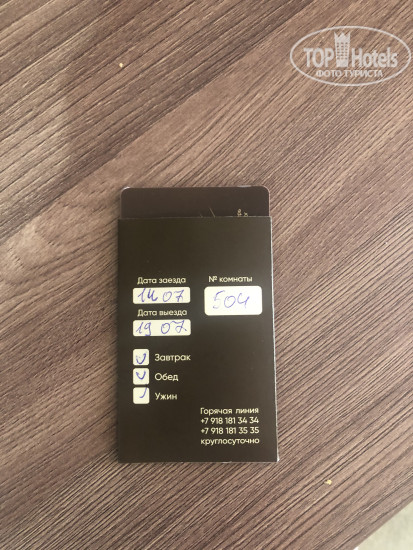 TOP Hotels
ФОТО ТУРИСТА
Дата заезда № комнаты
14 07 504
Дата выезда
19 07
Завтрак
Обед
Ужин
Горячая линия
+7 918 181 34 34
+7 918 181 35 35
круглосуточно